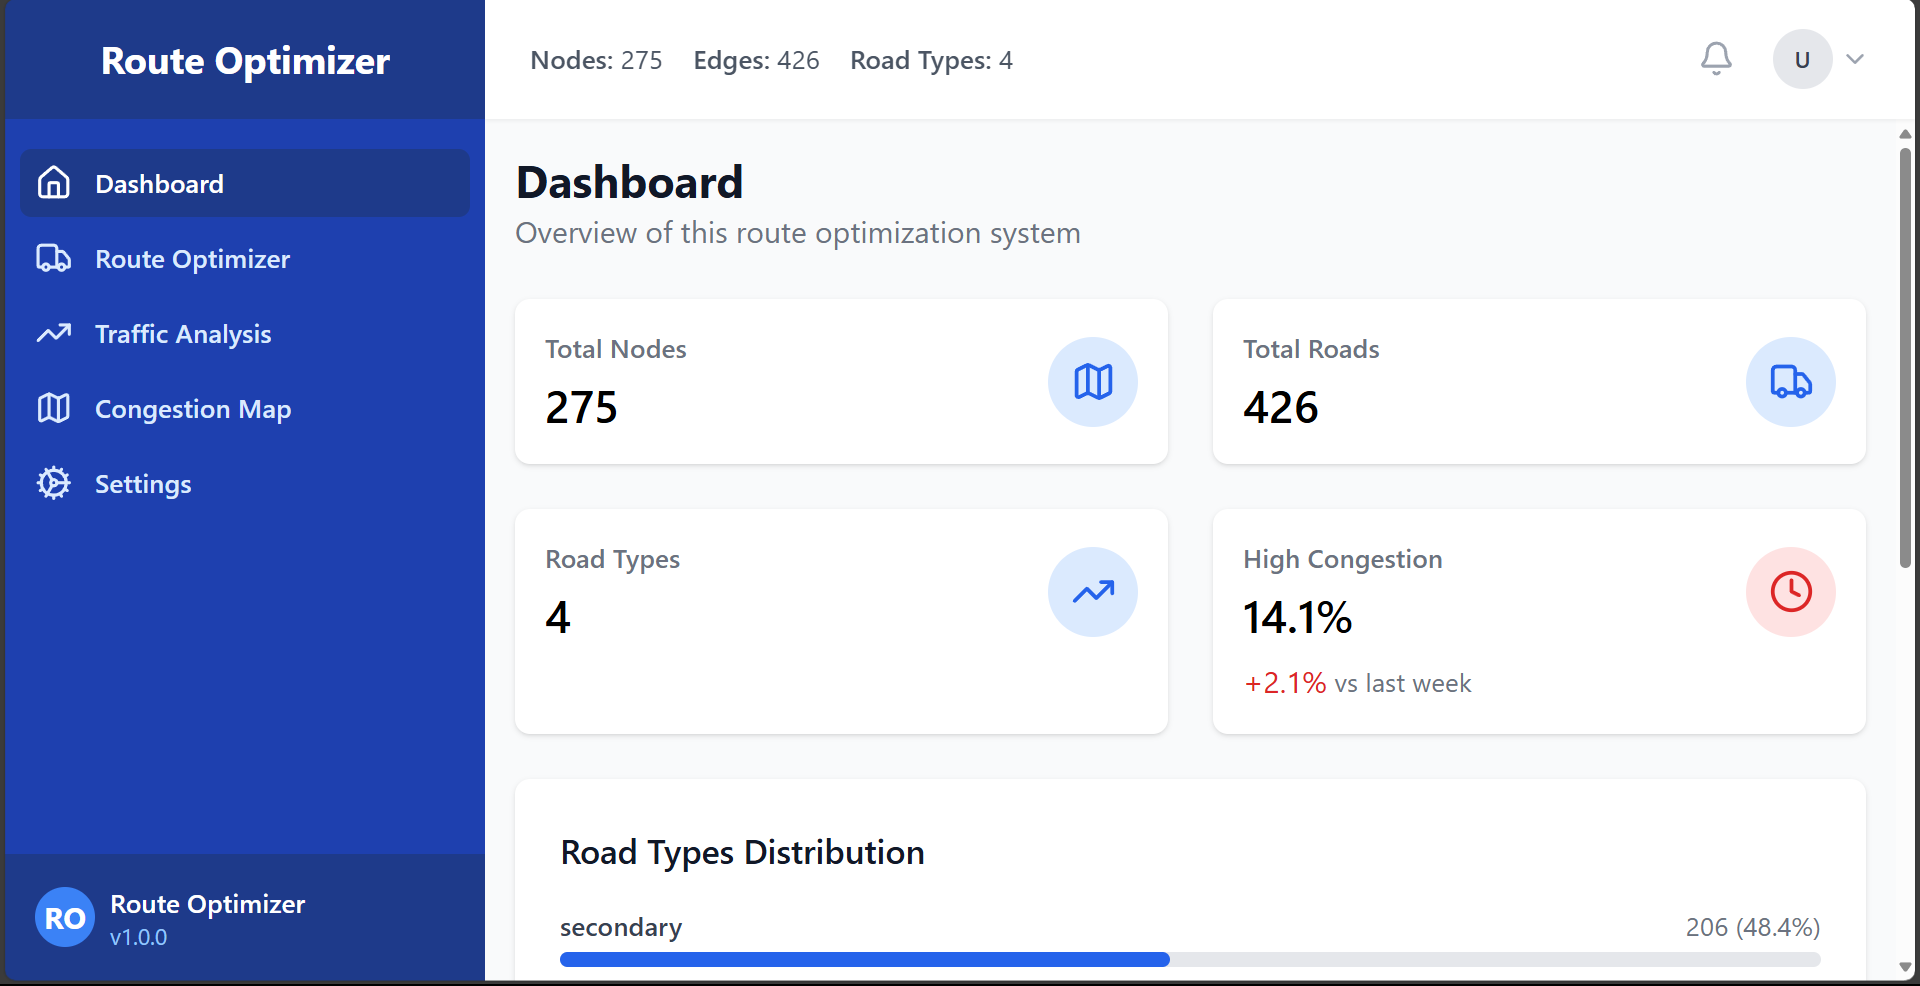 Route Optimizer
Nodes: 275 Edges: 426 Road Types: 4
U
Dashboard
Route Optimizer
Traffic Analysis
Congestion Map
Settings
RO
Route Optimizer
v1.0.0
Dashboard
Overview of this route optimization system
Total Nodes
275
Total Roads
426
Road Types
4
High Congestion
14.1%
+2.1% vs last week
Road Types Distribution
secondary 206 (48.4%)